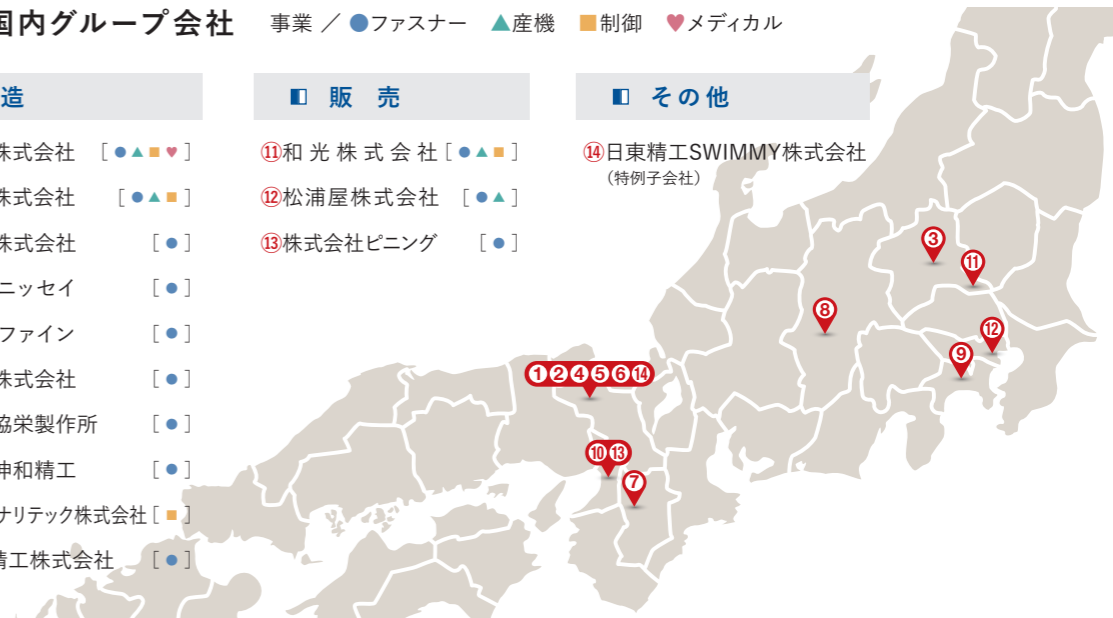 国内グループ会社 事業 / ●ファスナー ▲産機 ■制御 ♥メディカル
造
株式会社 [●▲■♥]
株式会社 [●▲■]
株式会社 [●]
ニッセイ [●]
ファイン [●]
株式会社 [●]
協栄製作所 [●]
伸和精工 [●]
ナリテック株式会社 [■]
精工株式会社 [●]
販 売
⑪和光株式会社 [●▲■]
⑫松浦屋株式会社 [●▲]
⑬株式会社ピニング [●]
その他
⑭日東精工SWIMMY株式会社
(特例子会社)
③
⑪
⑧
⑫
⑨
①②④⑤⑥⑭
⑩⑬
⑦